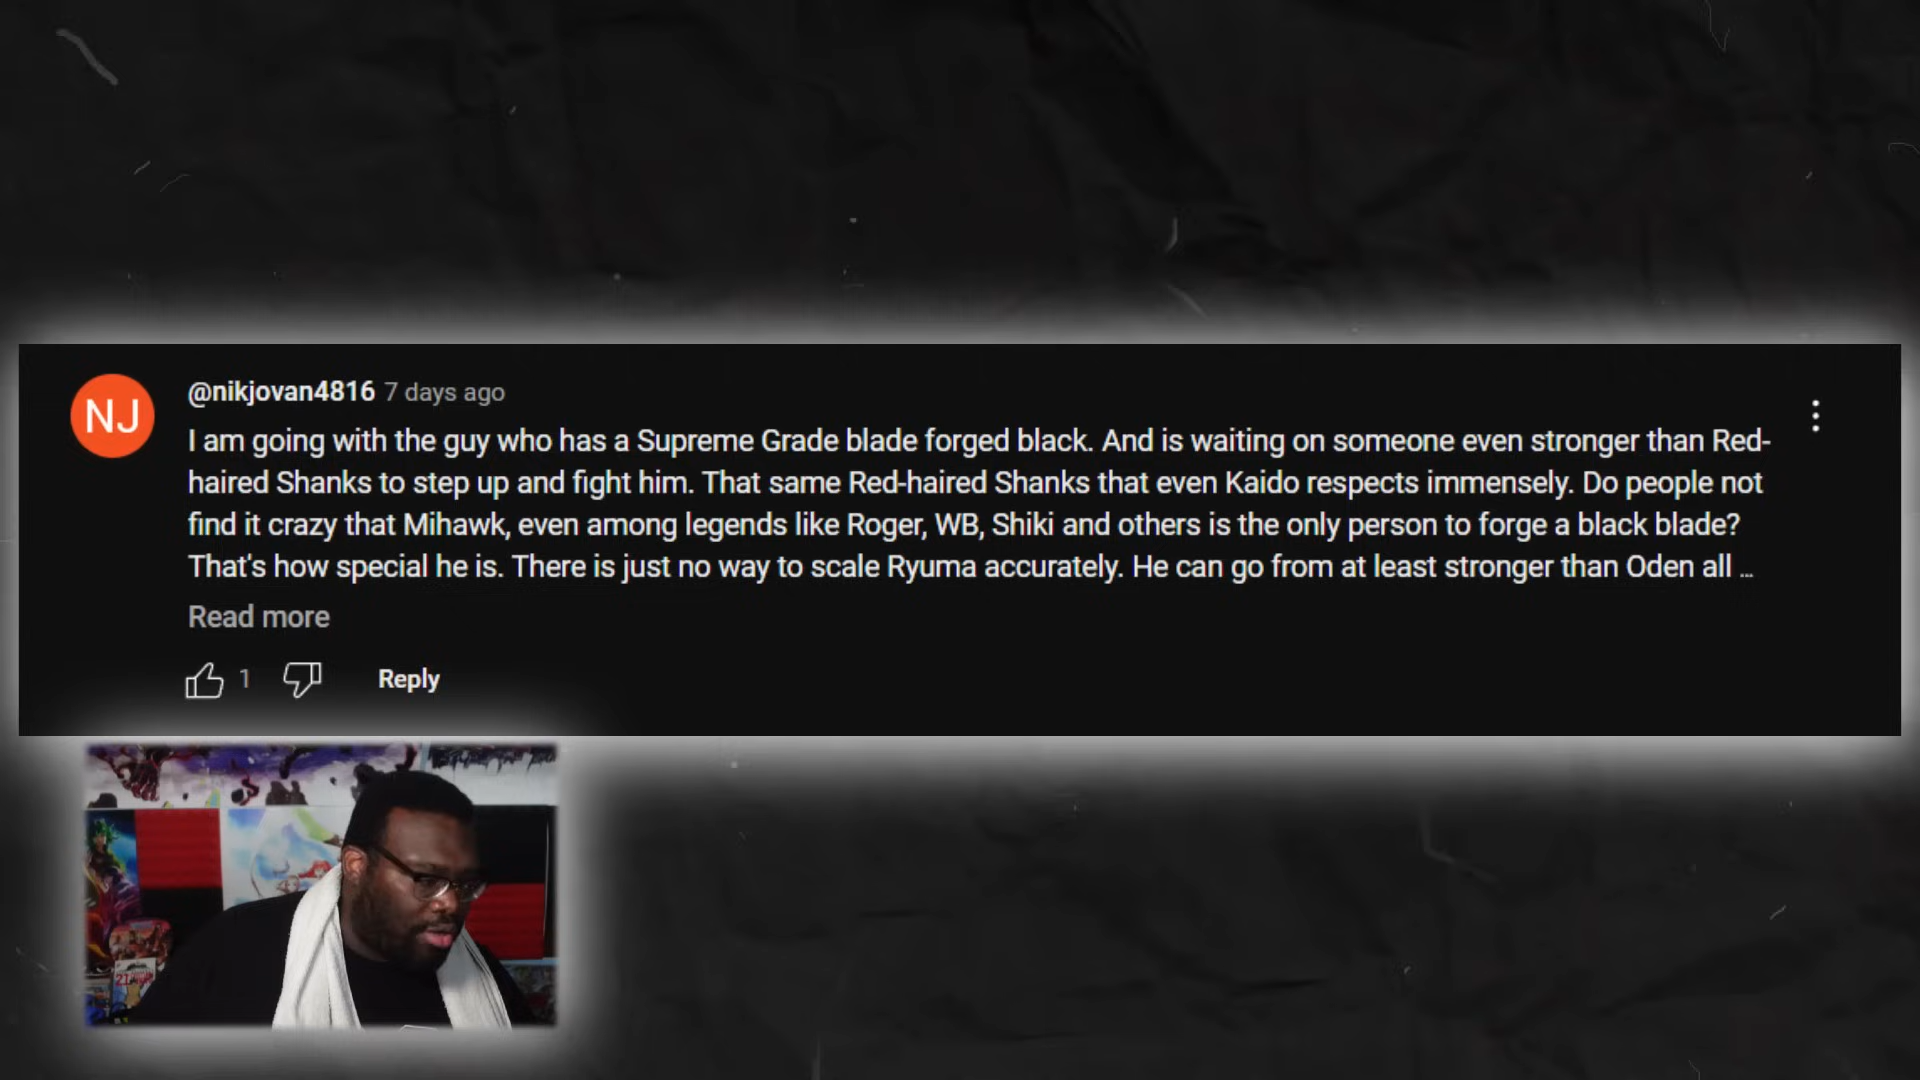 NJ
@nikjovan4816 7 days ago
I am going with the guy who has a Supreme Grade blade forged black. And is waiting on someone even stronger than Red-
haired Shanks to step up and fight him. That same Red-haired Shanks that even Kaido respects immensely. Do people not
find it crazy that Mihawk, even among legends like Roger, WB, Shiki and others is the only person to forge a black blade?
That's how special he is. There is just no way to scale Ryuma accurately. He can go from at least stronger than Oden all ...
Read more
1 Reply